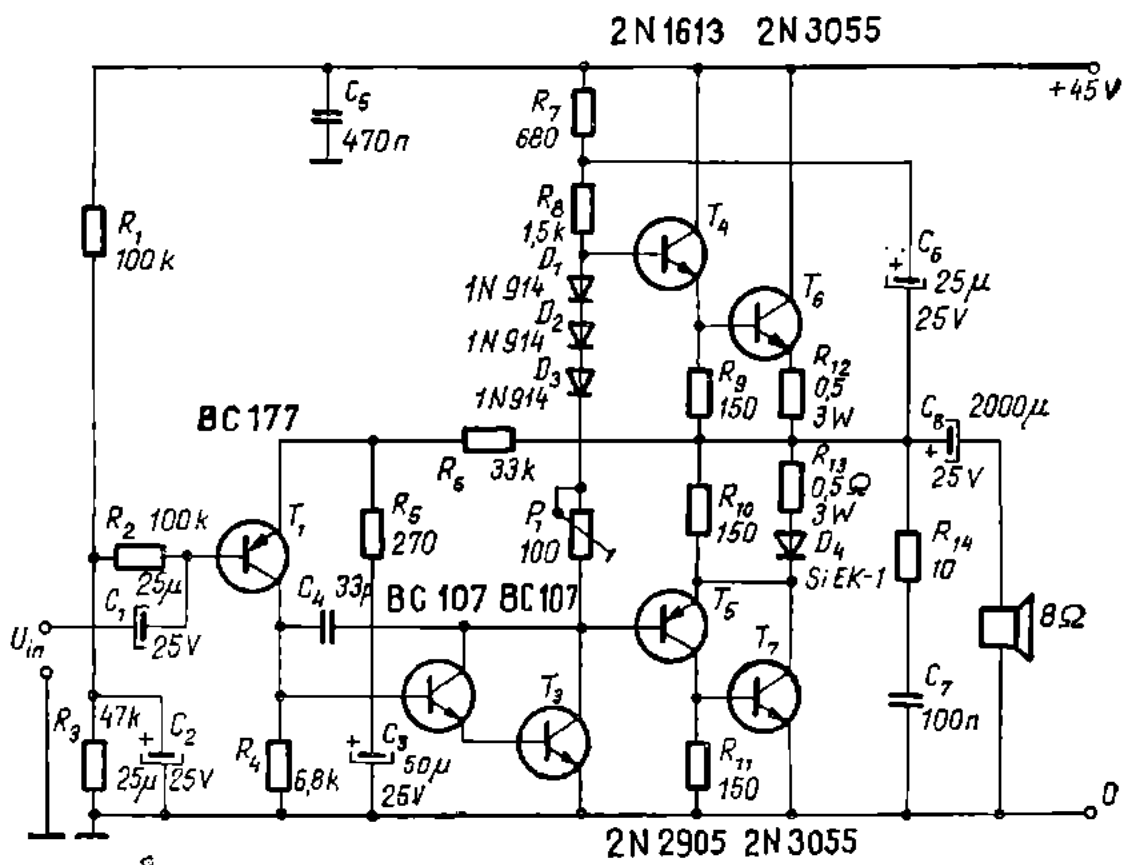 2N1613 2N3055
+45V
C5
470n
R7
680
R1
100k
R8
1,5k
T4
D1
1N914
D2
1N914
D3
1N914
C6
+
25μ
25V
T6
R9
150
R12
0,5
3W
BC177
R6 33k
C8
2000μ
+
25V
R2 100k
25μ
C1
25V
T1
R5
270
P1
100
R10
150
R13
0,5Ω
3W
D4
SiEK-1
R14
10
C4
33p
BC107 BC107
T5
8Ω
Uin
T3
T7
C7
100n
R3
47k
25μ
+
C2
25V
R4
6,8k
+
C3
50μ
25V
R11
150
0
2N2905 2N3055